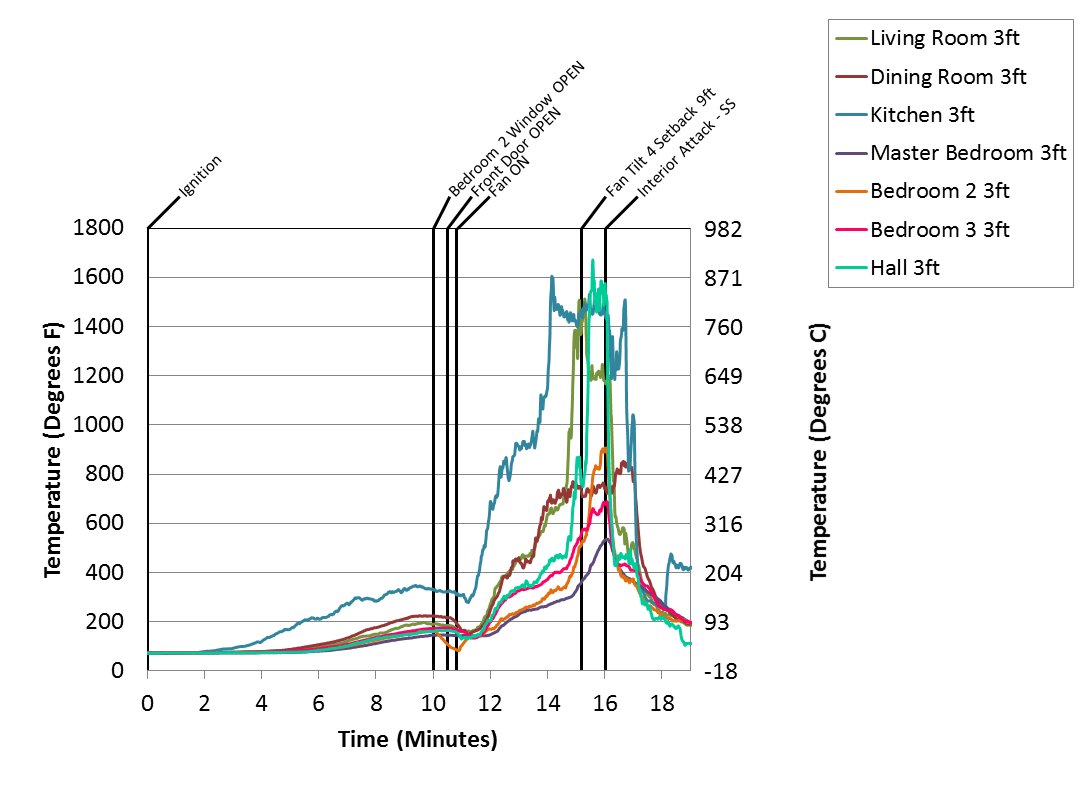 Living Room 3ft
Dining Room 3ft
Kitchen 3ft
Master Bedroom 3ft
Bedroom 2 3ft
Bedroom 3 3ft
Hall 3ft
Ignition
Bedroom 2 Window OPEN
Front Door OPEN
Fan ON
Fan Tilt 4 Setback 9ft
Interior Attack - SS
Temperature (Degrees F)
1800
1600
1400
1200
1000
800
600
400
200
0
982
871
760
649
538
427
316
204
93
-18
Temperature (Degrees C)
0 2 4 6 8 10 12 14 16 18
Time (Minutes)